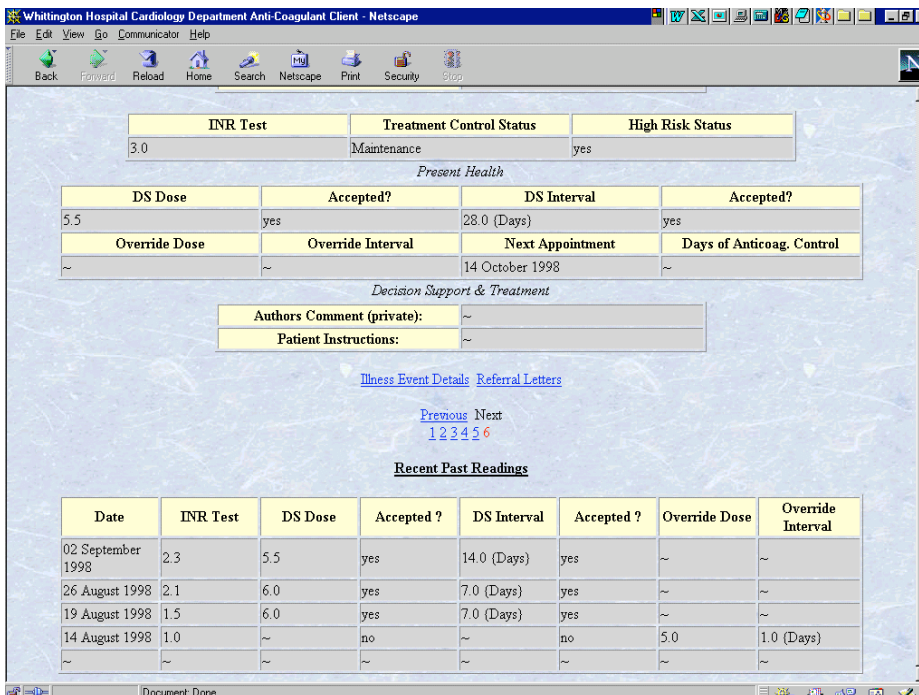 Whittington Hospital Cardiology Department Anti-Coagulant Client - Netscape
File Edit View Go Communicator Help
Back Forward Reload Home Search Netscape Print Security Stop
INR Test Treatment Control Status High Risk Status
3.0 Maintenance yes
Present Health
DS Dose Accepted? DS Interval Accepted?
5.5 yes 28.0 (Days) yes
Override Dose Override Interval Next Appointment Days of Anticoag. Control
~ ~ 14 October 1998 ~
Decision Support & Treatment
Authors Comment (private): ~
Patient Instructions: ~
Illness Event Details Referral Letters
Previous Next
1 2 3 4 5 6
Recent Past Readings
Date INR Test DS Dose Accepted ? DS Interval Accepted ? Override Dose Override Interval
02 September 1998 2.3 5.5 yes 14.0 (Days) yes ~ ~
26 August 1998 2.1 6.0 yes 7.0 (Days) yes ~ ~
19 August 1998 1.5 6.0 yes 7.0 (Days) yes ~ ~
14 August 1998 1.0 ~ no ~ no 5.0 1.0 (Days)
~ ~ ~ ~ ~ ~ ~ ~
Document: Done